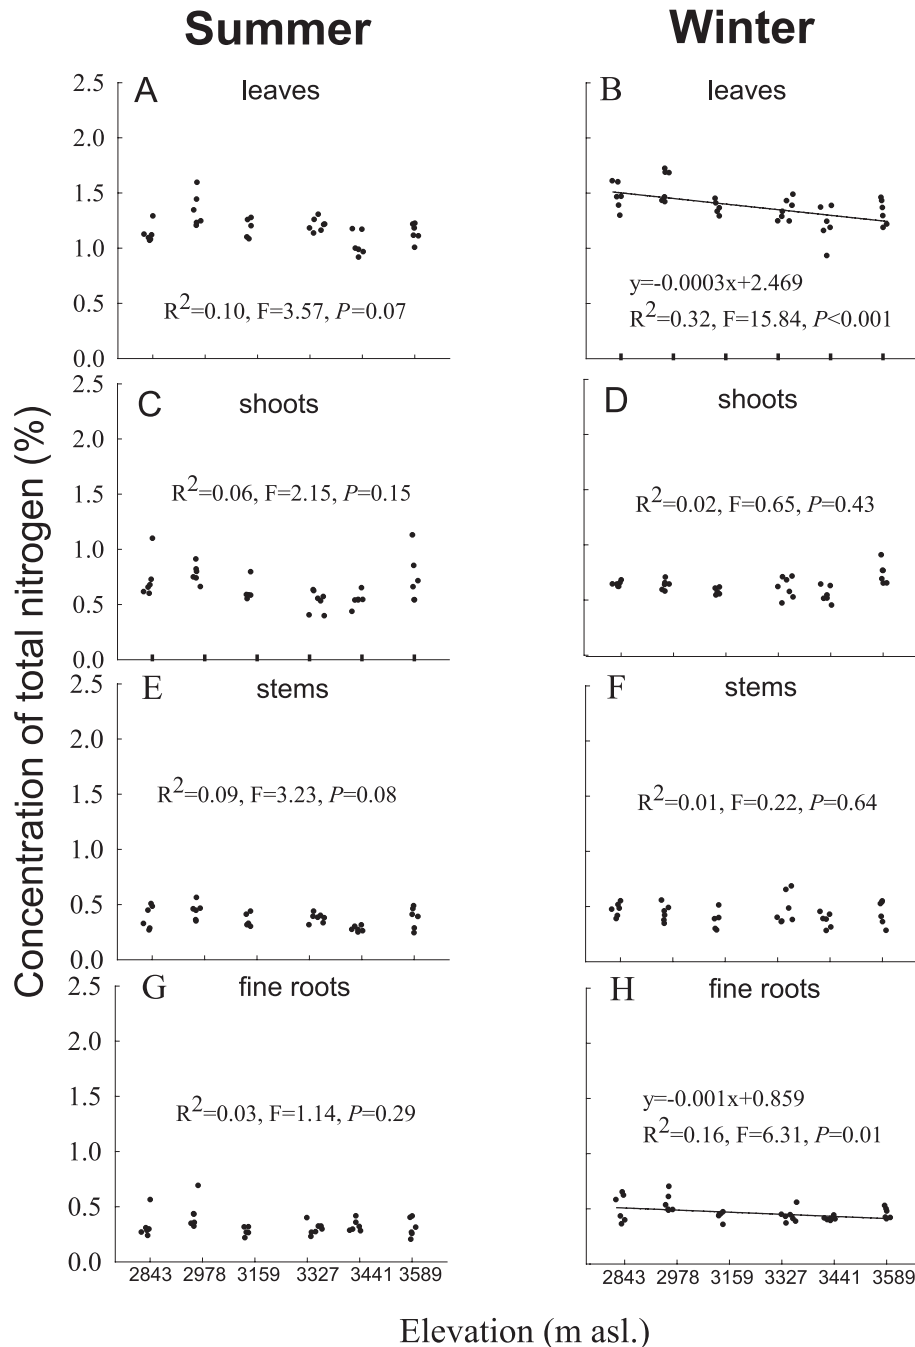 Summer
Winter
Concentration of total nitrogen (%)
A
leaves
2.5
2.0
1.5
1.0
0.5
0.0
R²=0.10, F=3.57, P=0.07
B
leaves
y=-0.0003x+2.469
R²=0.32, F=15.84, P<0.001
C
shoots
2.5
2.0
1.5
1.0
0.5
0.0
R²=0.06, F=2.15, P=0.15
D
shoots
R²=0.02, F=0.65, P=0.43
E
stems
2.5
2.0
1.5
1.0
0.5
0.0
R²=0.09, F=3.23, P=0.08
F
stems
R²=0.01, F=0.22, P=0.64
G
fine roots
2.5
2.0
1.5
1.0
0.5
0.0
R²=0.03, F=1.14, P=0.29
2843 2978 3159 3327 3441 3589
H
fine roots
y=-0.001x+0.859
R²=0.16, F=6.31, P=0.01
2843 2978 3159 3327 3441 3589
Elevation (m asl.)